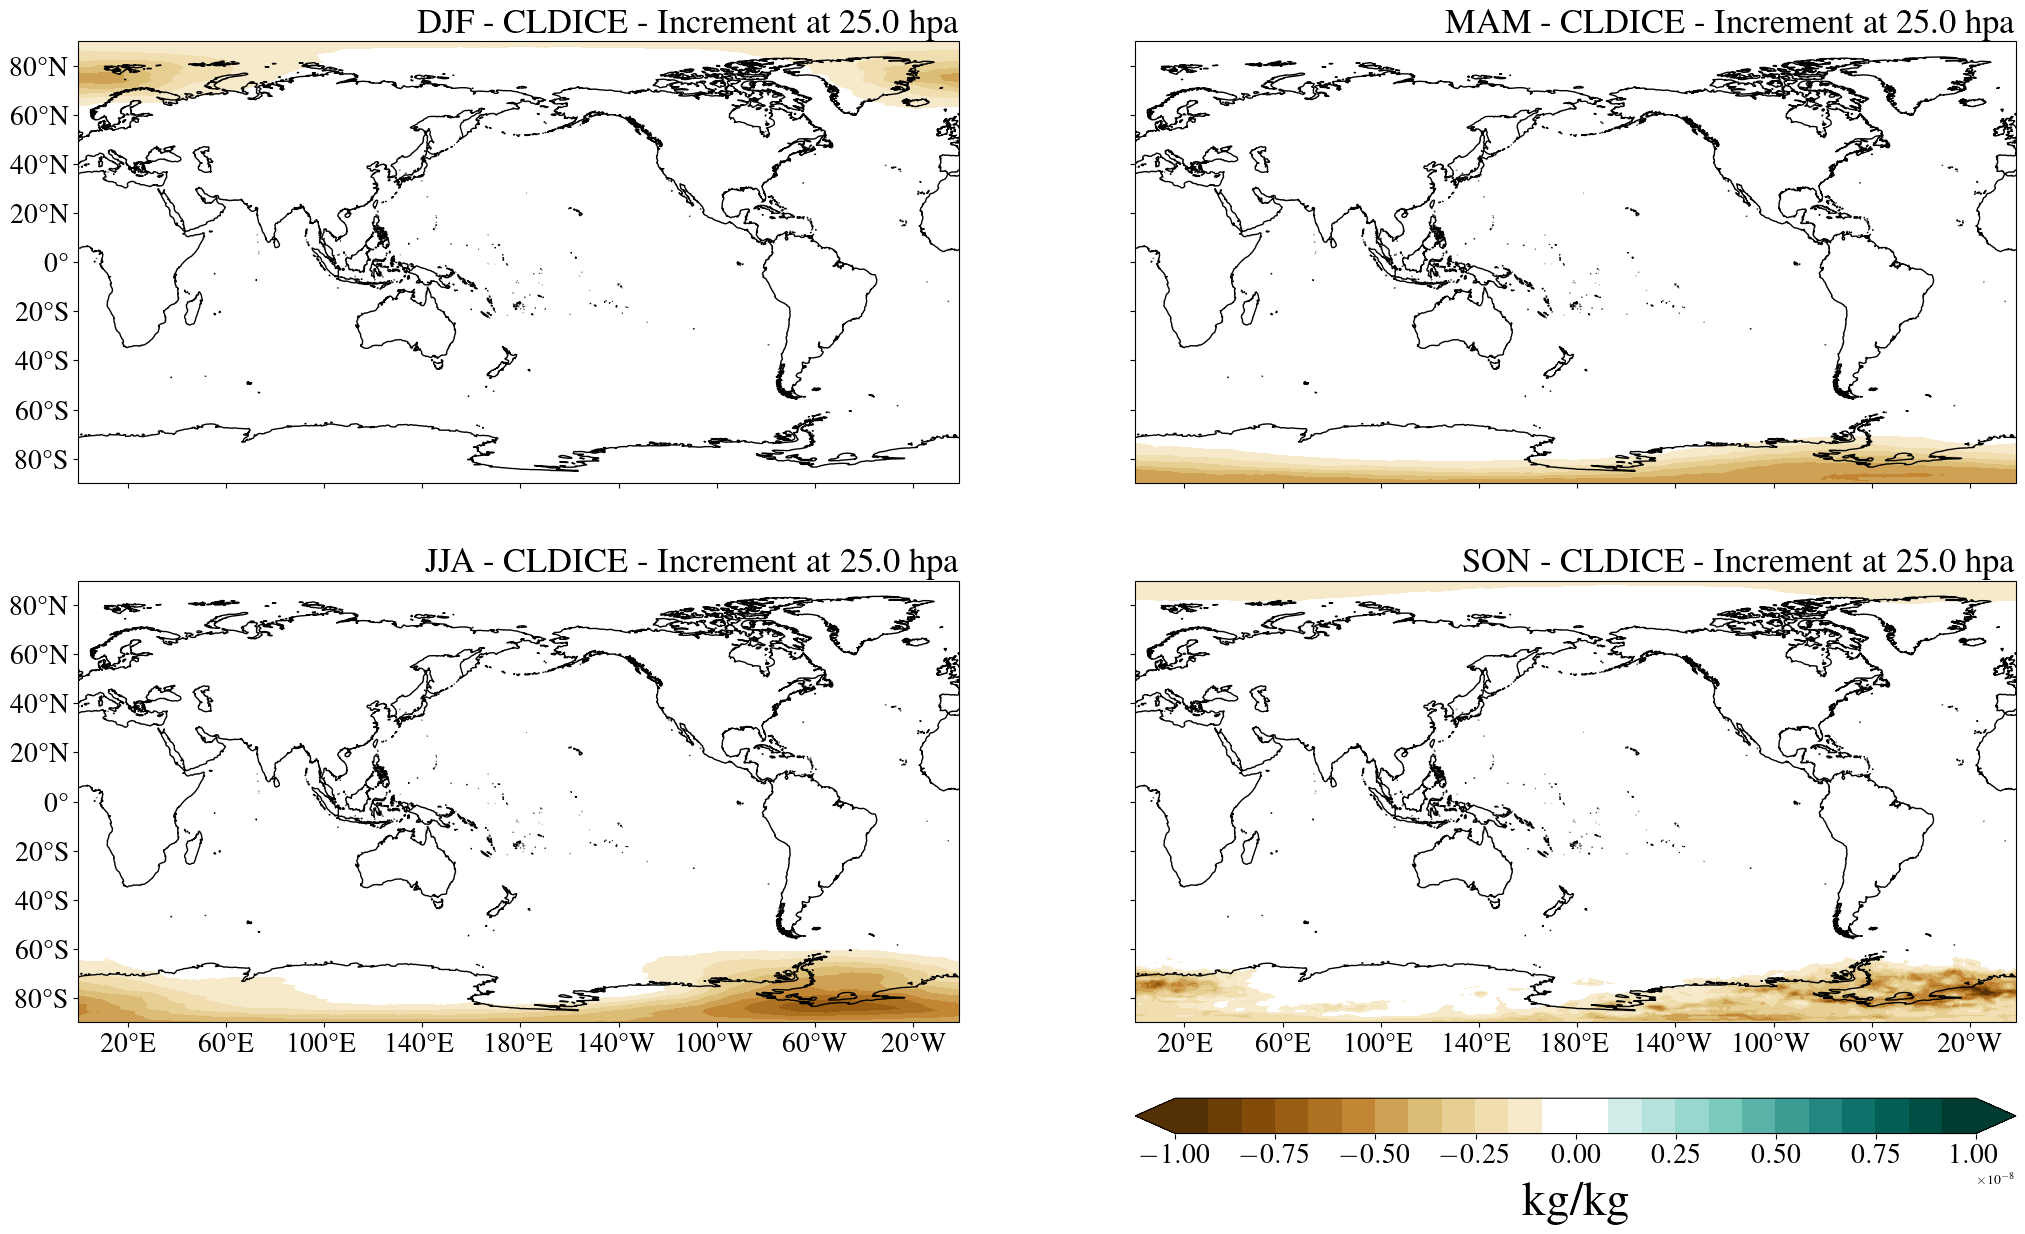 DJF - CLDICE - Increment at 25.0 hpa
MAM - CLDICE - Increment at 25.0 hpa
80°N
60°N
40°N
20°N
0°
20°S
40°S
60°S
80°S
JJA - CLDICE - Increment at 25.0 hpa
SON - CLDICE - Increment at 25.0 hpa
80°N
60°N
40°N
20°N
0°
20°S
40°S
60°S
80°S
20°E 60°E 100°E 140°E 180°E 140°W 100°W 60°W 20°W
20°E 60°E 100°E 140°E 180°E 140°W 100°W 60°W 20°W
−1.00 −0.75 −0.50 −0.25 0.00 0.25 0.50 0.75 1.00
×10⁻⁸
kg/kg